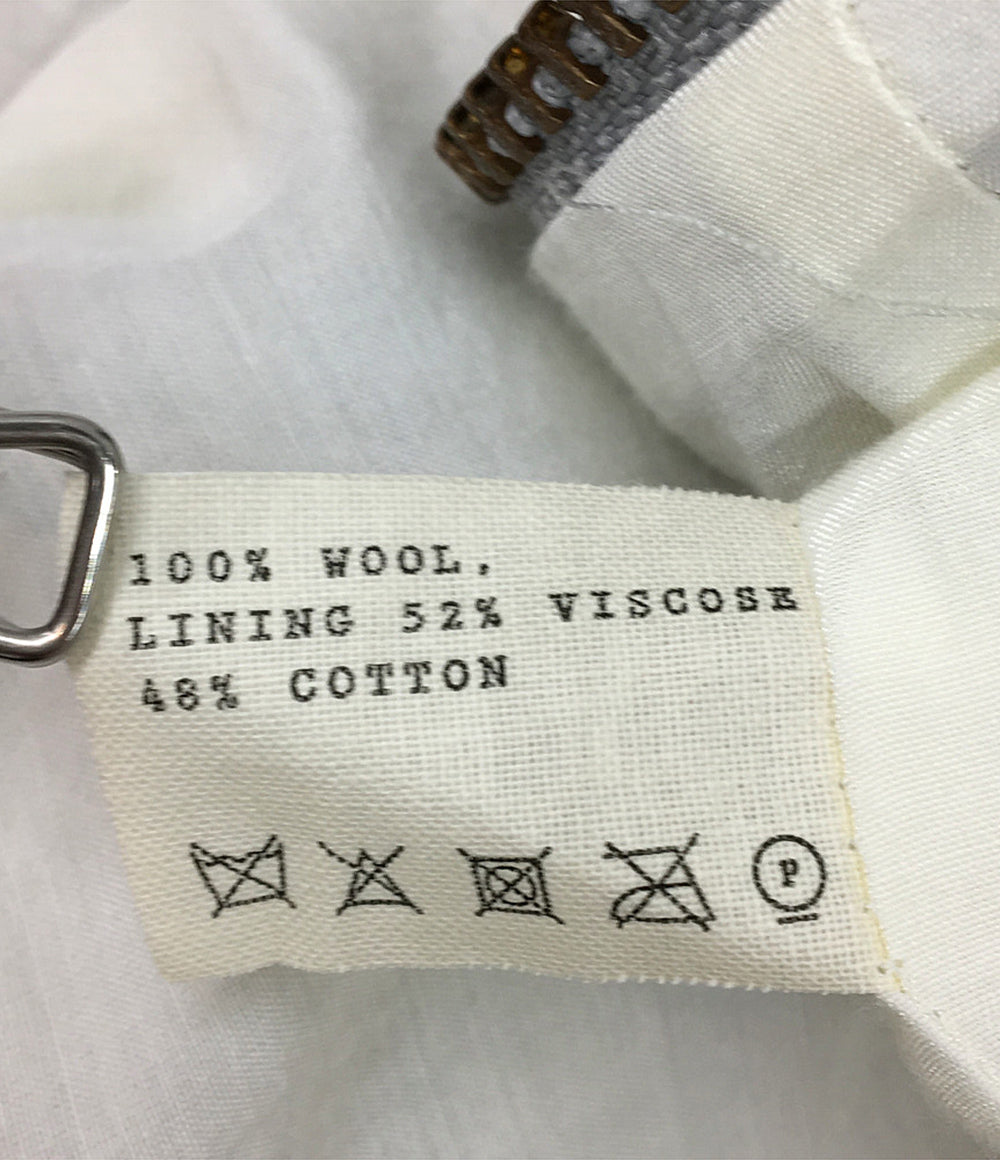 100% WOOL,
LINING 52% VISCOSE
48% COTTON
P